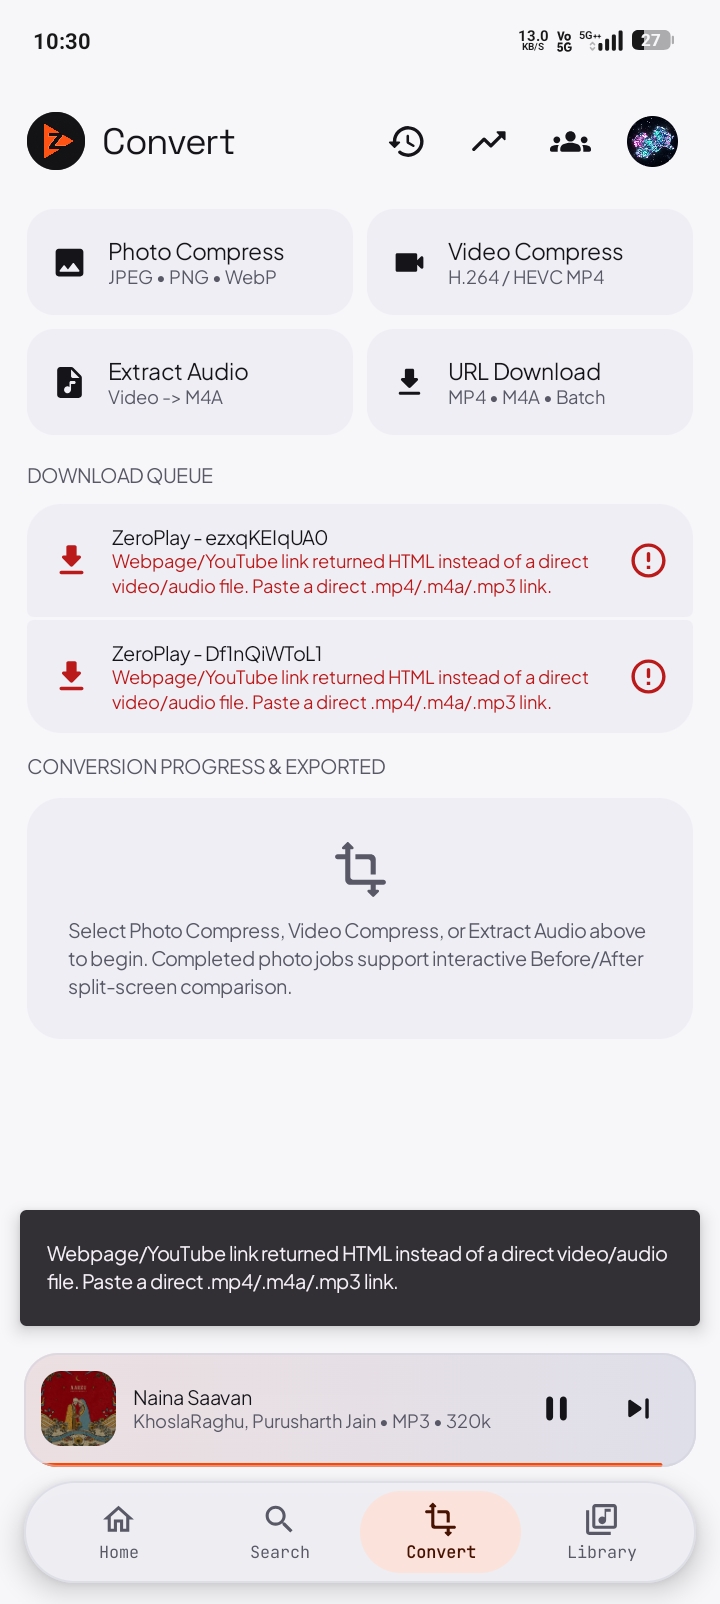 10:30
13.0 KB/S Vo 5G 5G++ 27
Convert
Photo Compress
JPEG • PNG • WebP
Video Compress
H.264 / HEVC MP4
Extract Audio
Video -> M4A
URL Download
MP4 • M4A • Batch
DOWNLOAD QUEUE
ZeroPlay - ezxqKElqUA0
Webpage/YouTube link returned HTML instead of a direct
video/audio file. Paste a direct .mp4/.m4a/.mp3 link.
ZeroPlay - Df1nQiWToL1
Webpage/YouTube link returned HTML instead of a direct
video/audio file. Paste a direct .mp4/.m4a/.mp3 link.
CONVERSION PROGRESS & EXPORTED
Select Photo Compress, Video Compress, or Extract Audio above
to begin. Completed photo jobs support interactive Before/After
split-screen comparison.
Webpage/YouTube link returned HTML instead of a direct video/audio
file. Paste a direct .mp4/.m4a/.mp3 link.
Naina Saavan
KhoslaRaghu, Purusharth Jain • MP3 • 320k
Home
Search
Convert
Library